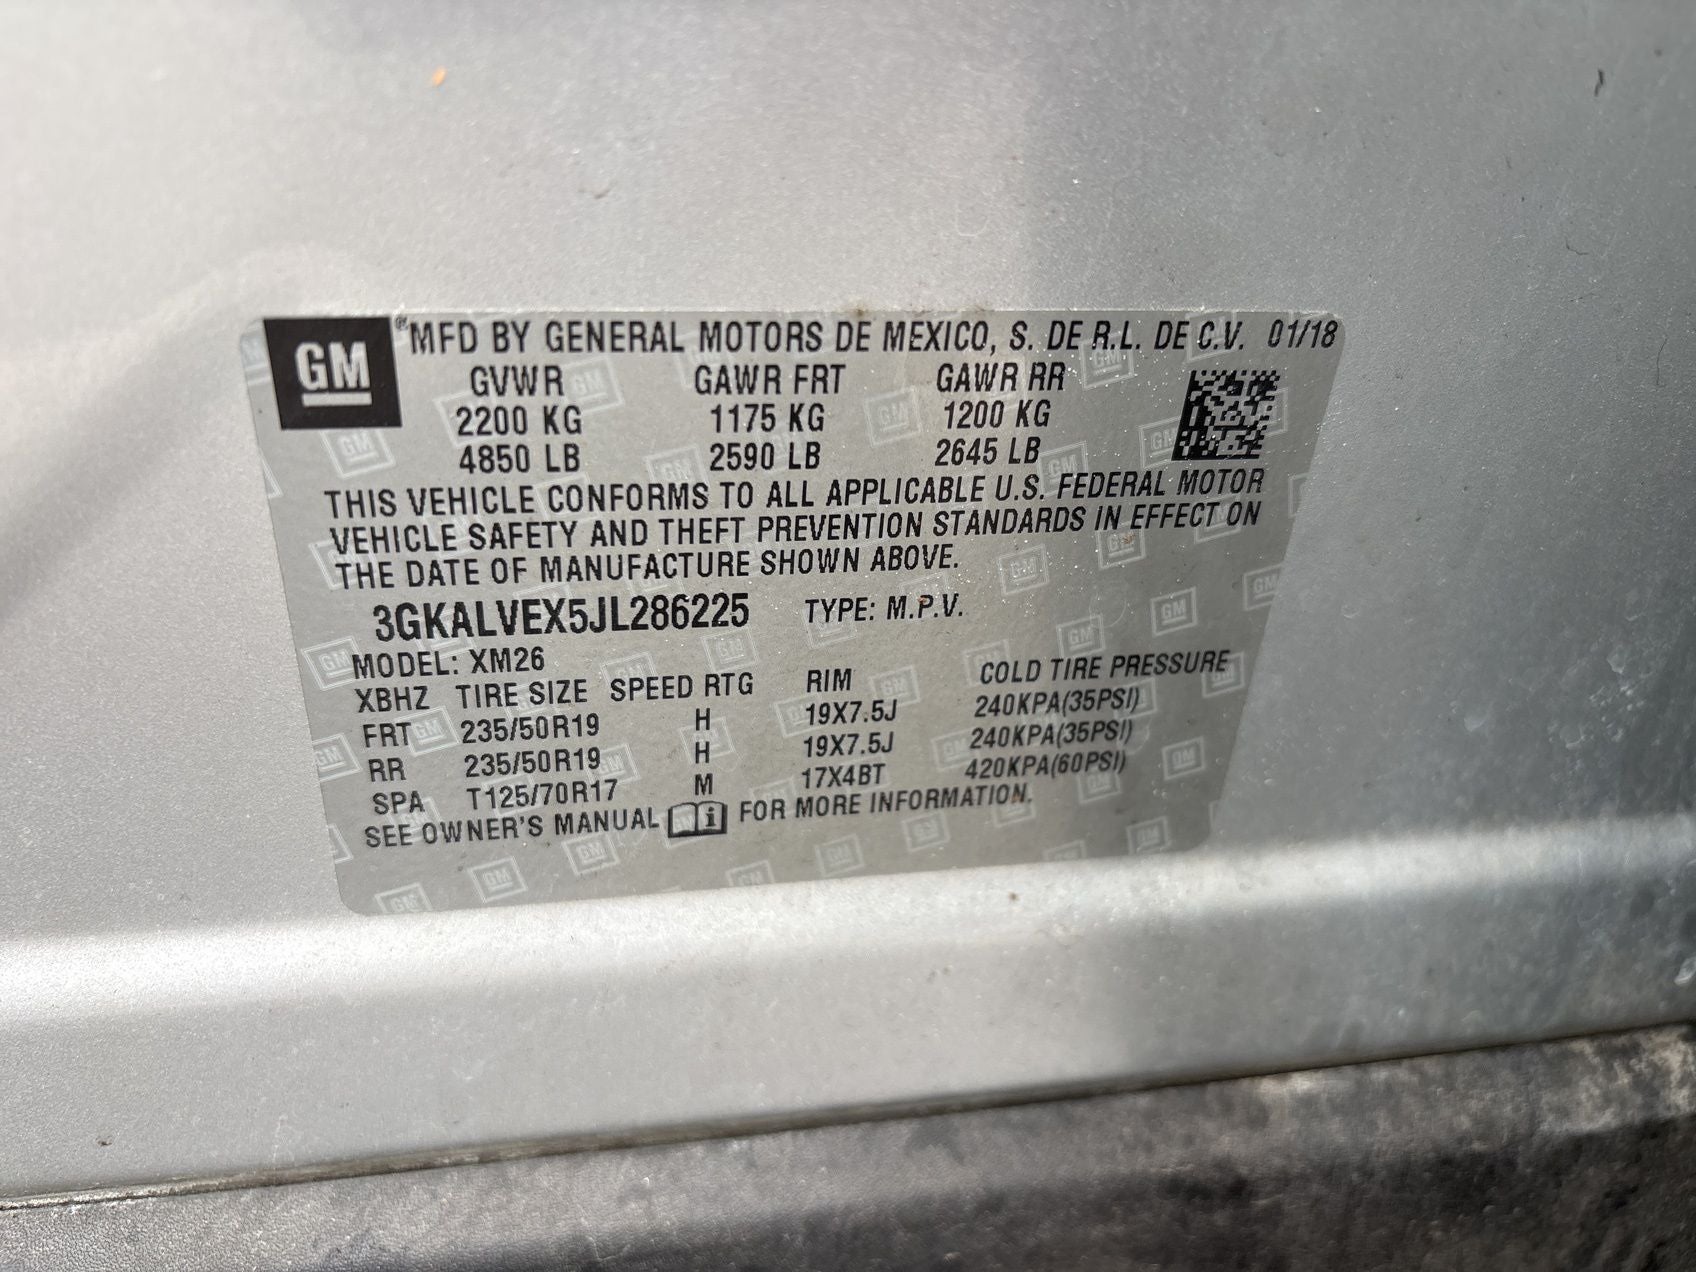 GM ®MFD BY GENERAL MOTORS DE MEXICO, S. DE R.L. DE C.V. 01/18
GVWR GAWR FRT GAWR RR
2200 KG 1175 KG 1200 KG
4850 LB 2590 LB 2645 LB
THIS VEHICLE CONFORMS TO ALL APPLICABLE U.S. FEDERAL MOTOR
VEHICLE SAFETY AND THEFT PREVENTION STANDARDS IN EFFECT ON
THE DATE OF MANUFACTURE SHOWN ABOVE.
3GKALVEX5JL286225 TYPE: M.P.V.
MODEL: XM26
XBHZ TIRE SIZE SPEED RTG RIM COLD TIRE PRESSURE
FRT 235/50R19 H 19X7.5J 240KPA(35PSI)
RR 235/50R19 H 19X7.5J 240KPA(35PSI)
SPA T125/70R17 M 17X4BT 420KPA(60PSI)
SEE OWNER'S MANUAL i FOR MORE INFORMATION.